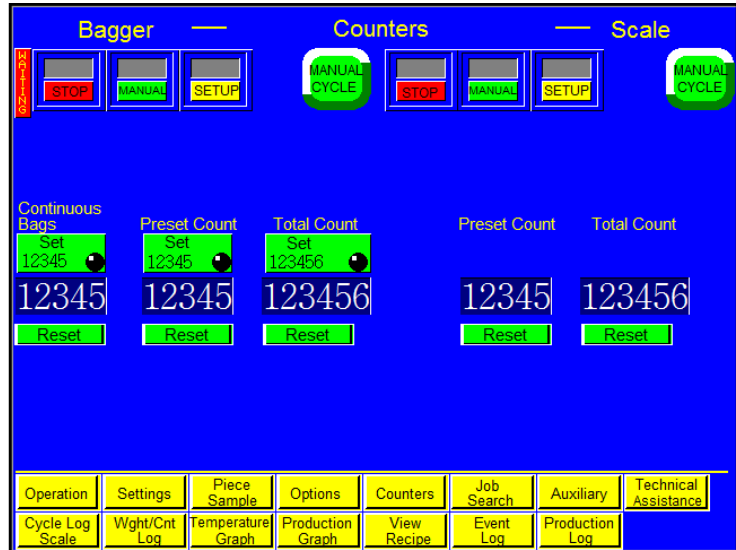 Bagger — Counters — Scale
WAITING
STOP MANUAL SETUP MANUAL CYCLE STOP MANUAL SETUP MANUAL CYCLE
Continuous
Bags Preset Count Total Count Preset Count Total Count
Set Set Set
12345 12345 123456
12345 12345 123456 12345 123456
Reset Reset Reset Reset Reset
Operation Settings Piece Sample Options Counters Job Search Auxiliary Technical Assistance
Cycle Log Scale Wght/Cnt Log Temperature Graph Production Graph View Recipe Event Log Production Log